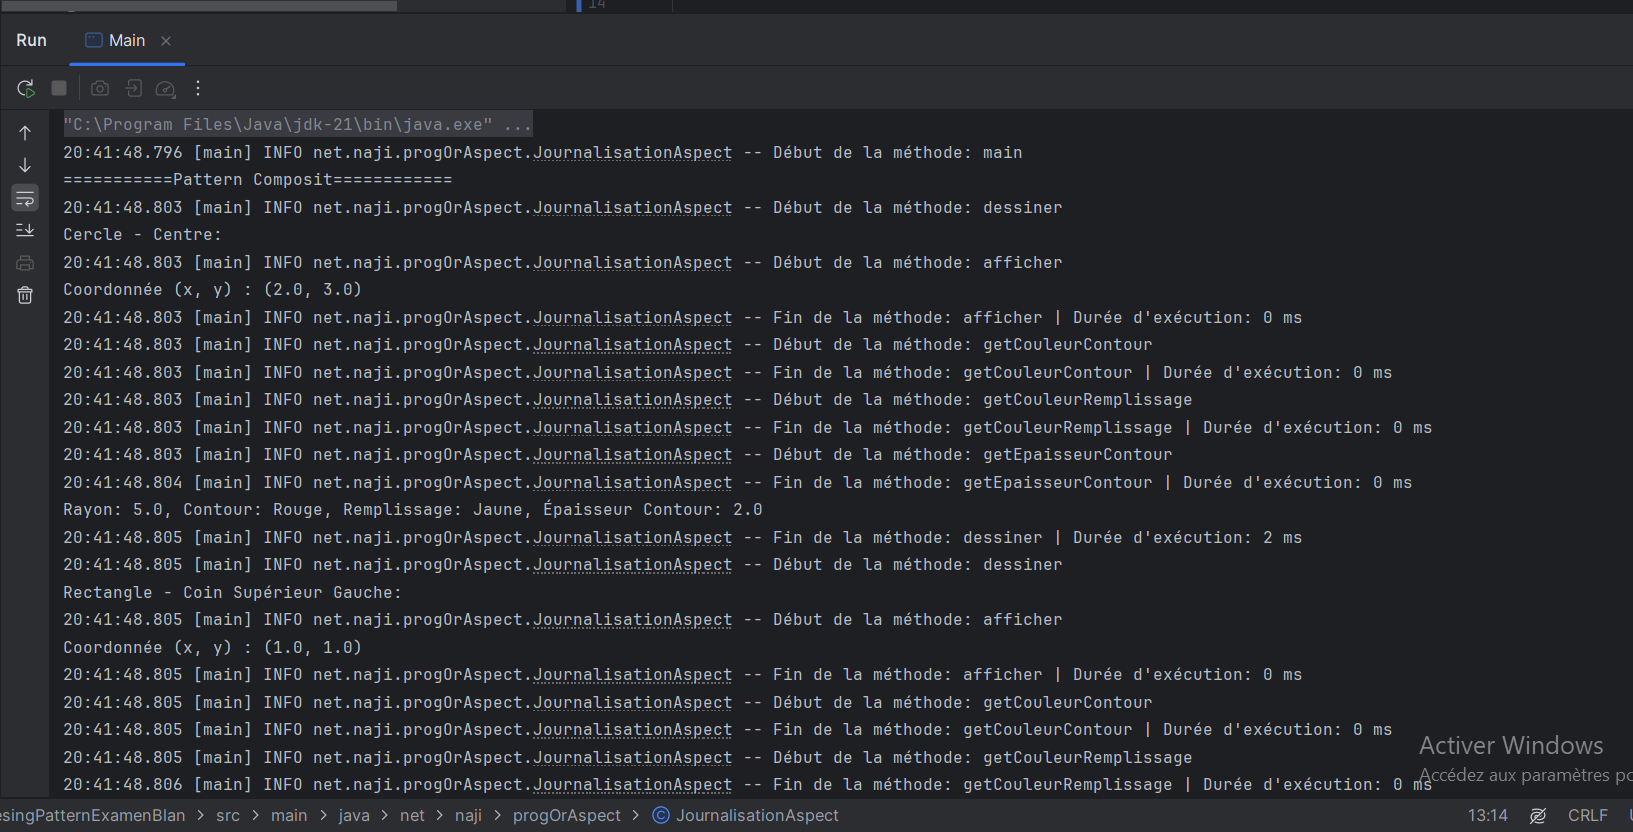 14
Run
Main
"C:\Program Files\Java\jdk-21\bin\java.exe" ...
20:41:48.796 [main] INFO net.naji.progOrAspect.JournalisationAspect -- Début de la méthode: main
===========Pattern Composit============
20:41:48.803 [main] INFO net.naji.progOrAspect.JournalisationAspect -- Début de la méthode: dessiner
Cercle - Centre:
20:41:48.803 [main] INFO net.naji.progOrAspect.JournalisationAspect -- Début de la méthode: afficher
Coordonnée (x, y) : (2.0, 3.0)
20:41:48.803 [main] INFO net.naji.progOrAspect.JournalisationAspect -- Fin de la méthode: afficher | Durée d'exécution: 0 ms
20:41:48.803 [main] INFO net.naji.progOrAspect.JournalisationAspect -- Début de la méthode: getCouleurContour
20:41:48.803 [main] INFO net.naji.progOrAspect.JournalisationAspect -- Fin de la méthode: getCouleurContour | Durée d'exécution: 0 ms
20:41:48.803 [main] INFO net.naji.progOrAspect.JournalisationAspect -- Début de la méthode: getCouleurRemplissage
20:41:48.803 [main] INFO net.naji.progOrAspect.JournalisationAspect -- Fin de la méthode: getCouleurRemplissage | Durée d'exécution: 0 ms
20:41:48.803 [main] INFO net.naji.progOrAspect.JournalisationAspect -- Début de la méthode: getEpaisseurContour
20:41:48.804 [main] INFO net.naji.progOrAspect.JournalisationAspect -- Fin de la méthode: getEpaisseurContour | Durée d'exécution: 0 ms
Rayon: 5.0, Contour: Rouge, Remplissage: Jaune, Épaisseur Contour: 2.0
20:41:48.805 [main] INFO net.naji.progOrAspect.JournalisationAspect -- Fin de la méthode: dessiner | Durée d'exécution: 2 ms
20:41:48.805 [main] INFO net.naji.progOrAspect.JournalisationAspect -- Début de la méthode: dessiner
Rectangle - Coin Supérieur Gauche:
20:41:48.805 [main] INFO net.naji.progOrAspect.JournalisationAspect -- Début de la méthode: afficher
Coordonnée (x, y) : (1.0, 1.0)
20:41:48.805 [main] INFO net.naji.progOrAspect.JournalisationAspect -- Fin de la méthode: afficher | Durée d'exécution: 0 ms
20:41:48.805 [main] INFO net.naji.progOrAspect.JournalisationAspect -- Début de la méthode: getCouleurContour
20:41:48.805 [main] INFO net.naji.progOrAspect.JournalisationAspect -- Fin de la méthode: getCouleurContour | Durée d'exécution: 0 ms
20:41:48.805 [main] INFO net.naji.progOrAspect.JournalisationAspect -- Début de la méthode: getCouleurRemplissage
20:41:48.806 [main] INFO net.naji.progOrAspect.JournalisationAspect -- Fin de la méthode: getCouleurRemplissage | Durée d'exécution: 0 ms
Activer Windows
Accédez aux paramètres po
esingPatternExamenBlan > src > main > java > net > naji > progOrAspect > JournalisationAspect
13:14 CRLF